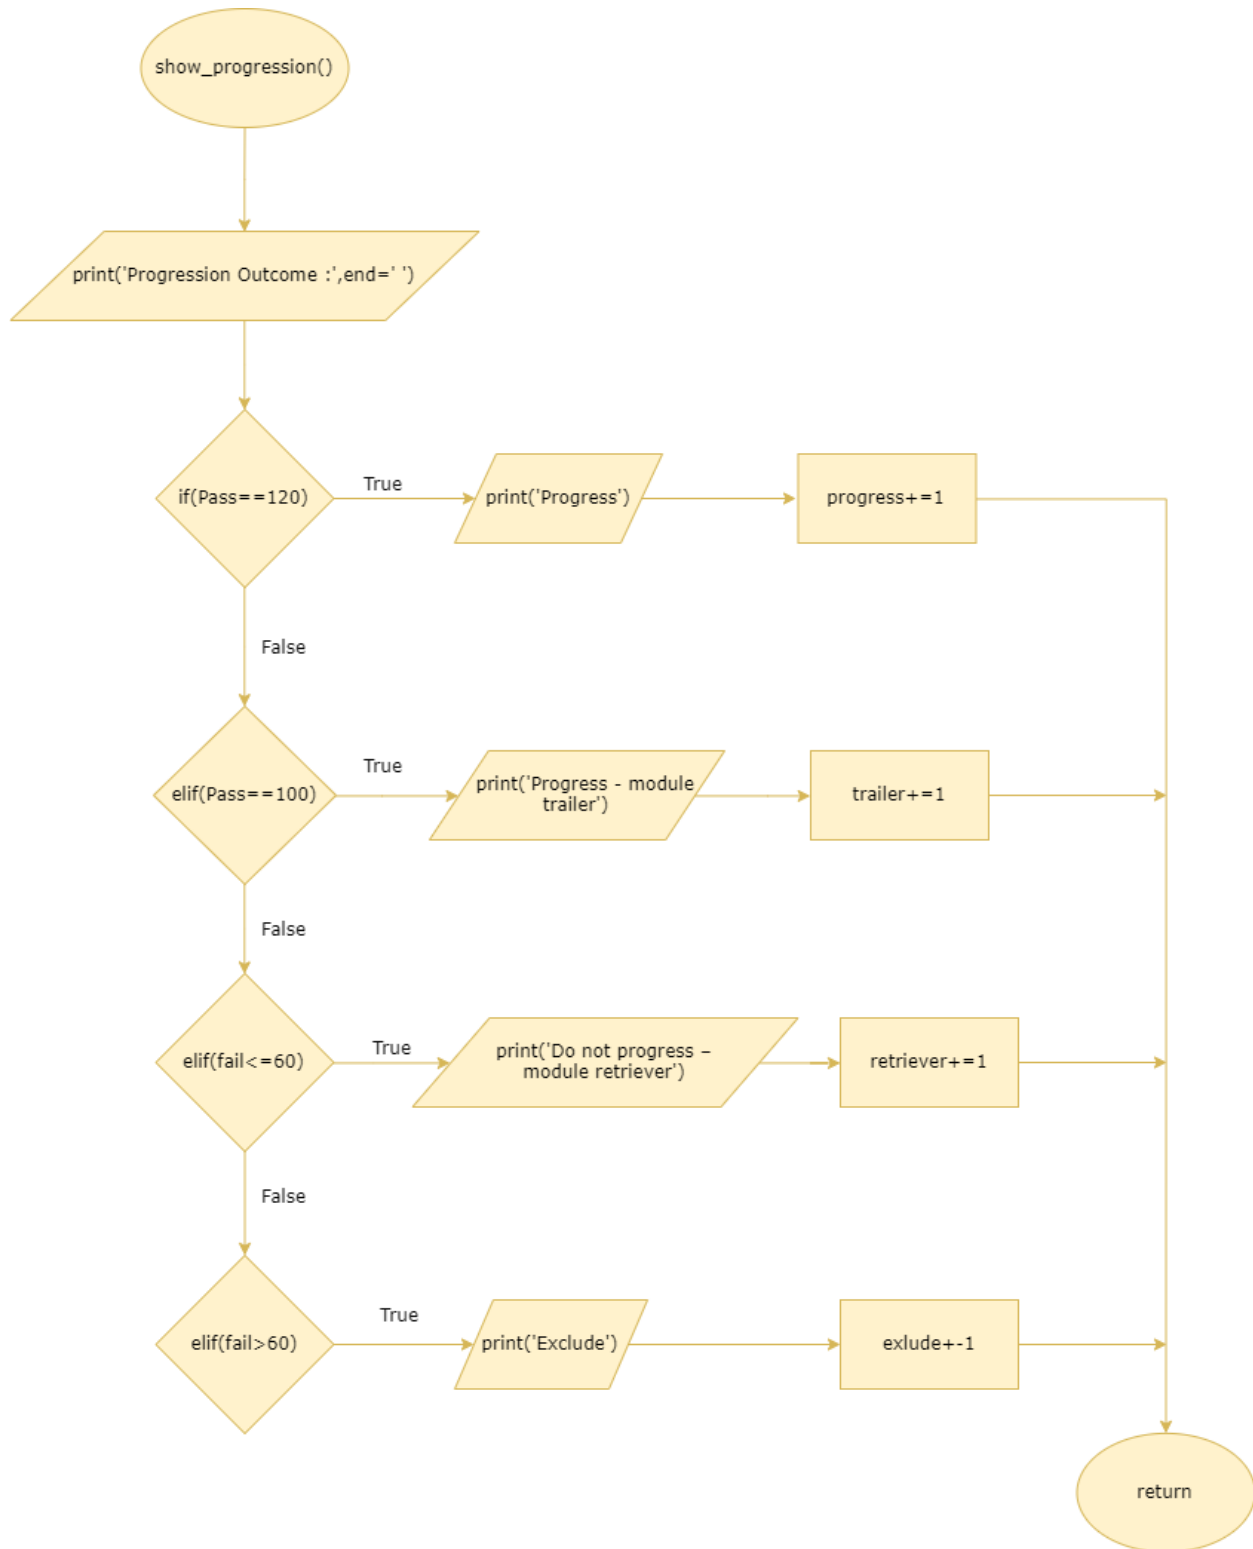 show_progression()
print('Progression Outcome :',end=' ')
if(Pass==120)
True
print('Progress')
progress+=1
False
elif(Pass==100)
True
print('Progress - module
trailer')
trailer+=1
False
elif(fail<=60)
True
print('Do not progress –
module retriever')
retriever+=1
False
elif(fail>60)
True
print('Exclude')
exlude+-1
return